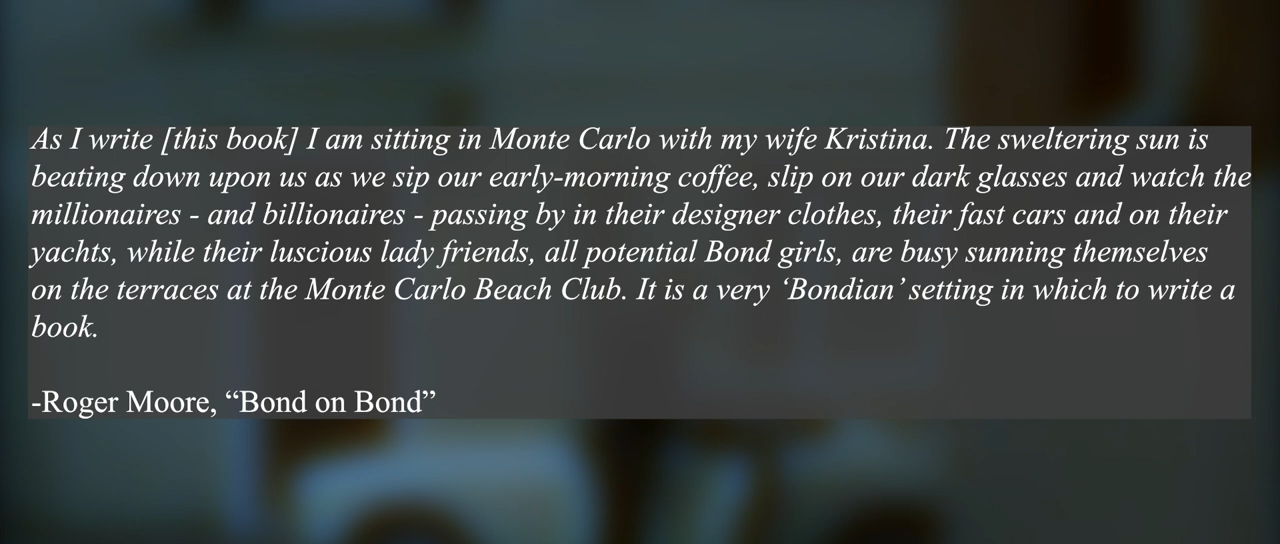 As I write [this book] I am sitting in Monte Carlo with my wife Kristina. The sweltering sun is
beating down upon us as we sip our early-morning coffee, slip on our dark glasses and watch the
millionaires - and billionaires - passing by in their designer clothes, their fast cars and on their
yachts, while their luscious lady friends, all potential Bond girls, are busy sunning themselves
on the terraces at the Monte Carlo Beach Club. It is a very ‘Bondian’ setting in which to write a
book.
-Roger Moore, “Bond on Bond”